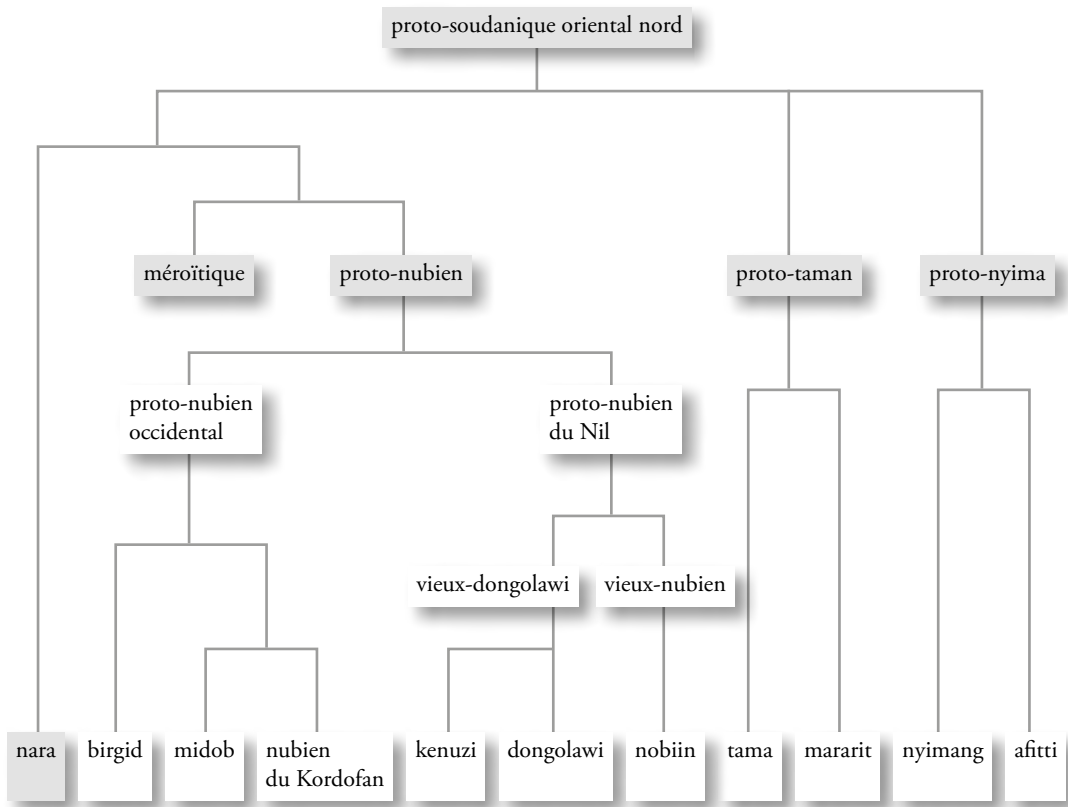 proto-soudanique oriental nord
méroïtique
proto-nubien
proto-taman
proto-nyima
proto-nubien
occidental
proto-nubien
du Nil
vieux-dongolawi
vieux-nubien
nara
birgid
midob
nubien
du Kordofan
kenuzi
dongolawi
nobiin
tama
mararit
nyimang
afitti